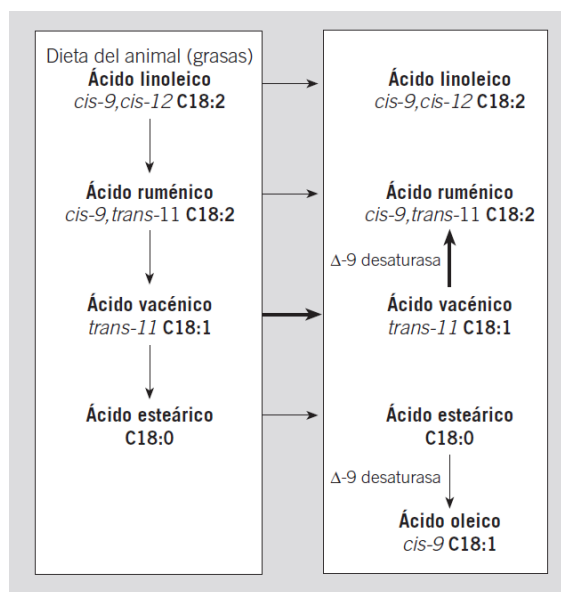 Dieta del animal (grasas)
Ácido linoleico
cis-9,cis-12 C18:2
Ácido ruménico
cis-9,trans-11 C18:2
Ácido vacénico
trans-11 C18:1
Ácido esteárico
C18:0
Ácido linoleico
cis-9,cis-12 C18:2
Ácido ruménico
cis-9,trans-11 C18:2
Δ-9 desaturasa
Ácido vacénico
trans-11 C18:1
Ácido esteárico
C18:0
Δ-9 desaturasa
Ácido oleico
cis-9 C18:1